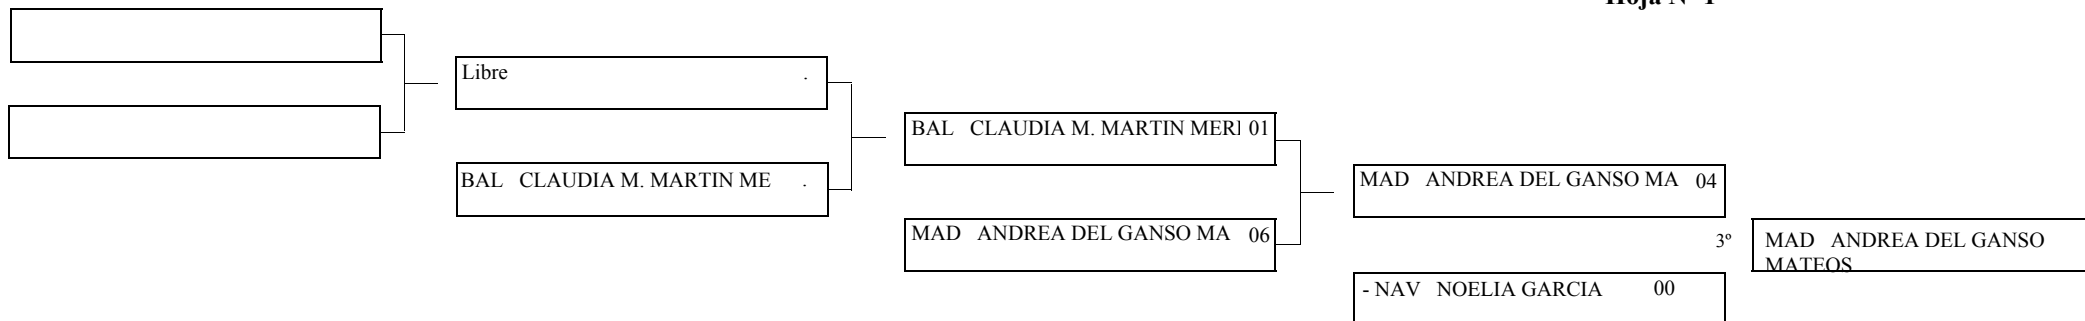 Hoja Nº 1
Libre .
BAL CLAUDIA M. MARTIN ME .
BAL CLAUDIA M. MARTIN MERI 01
MAD ANDREA DEL GANSO MA 06
MAD ANDREA DEL GANSO MA 04
- NAV NOELIA GARCIA 00
3º
MAD ANDREA DEL GANSO
MATEOS